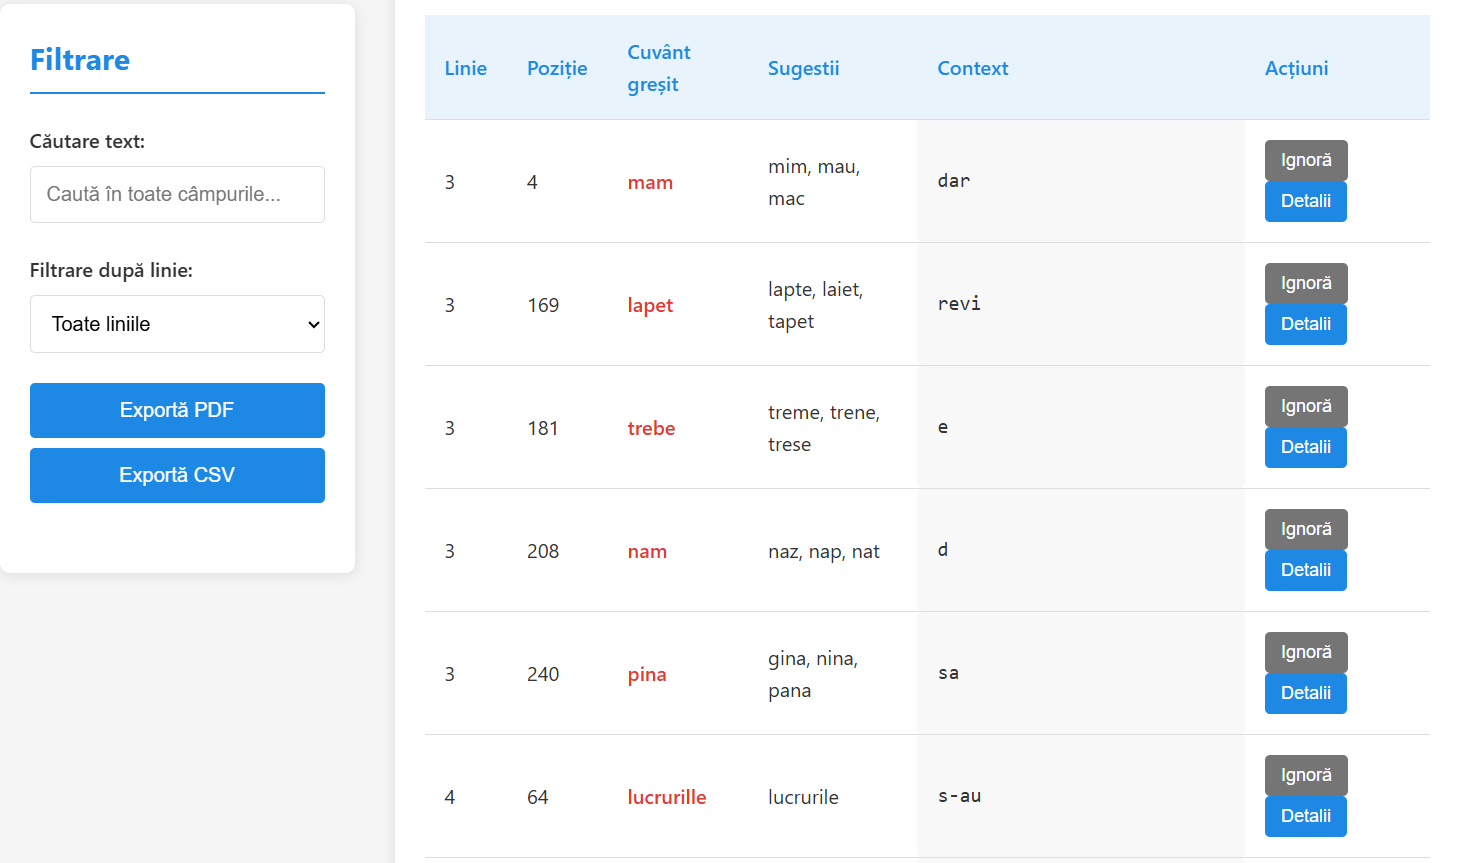 Filtrare
Căutare text:
Caută în toate câmpurile...
Filtrare după linie:
Toate liniile
Exportă PDF
Exportă CSV
Linie Poziție Cuvânt greșit Sugestii Context Acțiuni
3 4 mam mim, mau, mac dar Ignoră Detalii
3 169 lapet lapte, laiet, tapet revi Ignoră Detalii
3 181 trebe treme, trene, trese e Ignoră Detalii
3 208 nam naz, nap, nat d Ignoră Detalii
3 240 pina gina, nina, pana sa Ignoră Detalii
4 64 lucrurille lucrurile s-au Ignoră Detalii